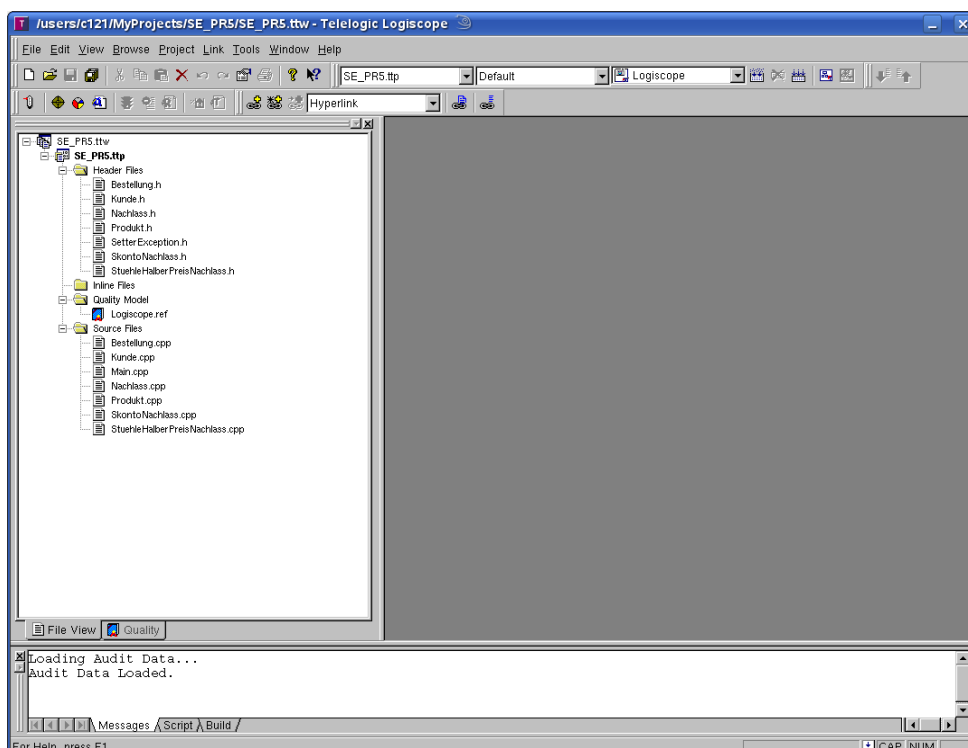 /users/c121/MyProjects/SE_PR5/SE_PR5.ttw - Telelogic Logiscope
File Edit View Browse Project Link Tools Window Help
SE_PR5.ttp Default Logiscope
Hyperlink
SE_PR5.ttw
SE_PR5.ttp
Header Files
Bestellung.h
Kunde.h
Nachlass.h
Produkt.h
SetterException.h
SkontoNachlass.h
StuehleHalberPreisNachlass.h
Inline Files
Quality Model
Logiscope.ref
Source Files
Bestellung.cpp
Kunde.cpp
Main.cpp
Nachlass.cpp
Produkt.cpp
SkontoNachlass.cpp
StuehleHalberPreisNachlass.cpp
File View Quality
Loading Audit Data...
Audit Data Loaded.
Messages Script Build
For Help, press F1 CAP NUM